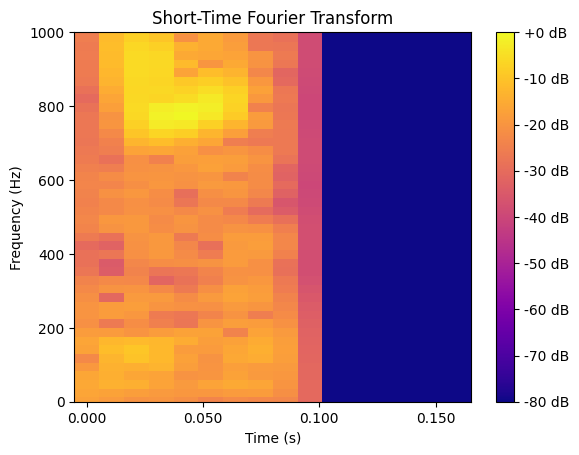 Short-Time Fourier Transform
1000
800
600
400
200
0
Frequency (Hz)
0.000
0.050
0.100
0.150
Time (s)
+0 dB
-10 dB
-20 dB
-30 dB
-40 dB
-50 dB
-60 dB
-70 dB
-80 dB